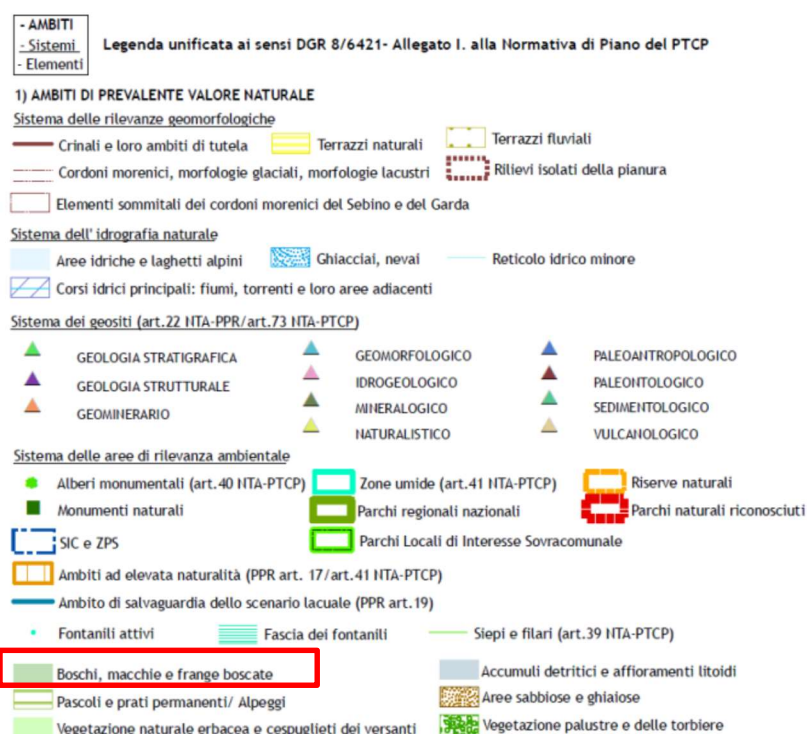 - AMBITI
- Sistemi
- Elementi
Legenda unificata ai sensi DGR 8/6421- Allegato I. alla Normativa di Piano del PTCP
1) AMBITI DI PREVALENTE VALORE NATURALE
Sistema delle rilevanze geomorfologiche
Crinali e loro ambiti di tutela Terrazzi naturali Terrazzi fluviali
Cordoni morenici, morfologie glaciali, morfologie lacustri Rilievi isolati della pianura
Elementi sommitali dei cordoni morenici del Sebino e del Garda
Sistema dell'idrografia naturale
Aree idriche e laghetti alpini Ghiacciai, nevai Reticolo idrico minore
Corsi idrici principali: fiumi, torrenti e loro aree adiacenti
Sistema dei geositi (art.22 NTA-PPR/art.73 NTA-PTCP)
GEOLOGIA STRATIGRAFICA GEOMORFOLOGICO PALEOANTROPOLOGICO
GEOLOGIA STRUTTURALE IDROGEOLOGICO PALEONTOLOGICO
GEOMINERARIO MINERALOGICO SEDIMENTOLOGICO
NATURALISTICO VULCANOLOGICO
Sistema delle aree di rilevanza ambientale
Alberi monumentali (art.40 NTA-PTCP) Zone umide (art.41 NTA-PTCP) Riserve naturali
Monumenti naturali Parchi regionali nazionali Parchi naturali riconosciuti
SIC e ZPS Parchi Locali di Interesse Sovracomunale
Ambiti ad elevata naturalità (PPR art. 17/art.41 NTA-PTCP)
Ambito di salvaguardia dello scenario lacuale (PPR art.19)
Fontanili attivi Fascia dei fontanili Siepi e filari (art.39 NTA-PTCP)
Boschi, macchie e frange boscate Accumuli detritici e affioramenti litoidi
Pascoli e prati permanenti/ Alpeggi Aree sabbiose e ghiaiose
Vegetazione naturale erbacea e cespuglieti dei versanti Vegetazione palustre e delle torbiere